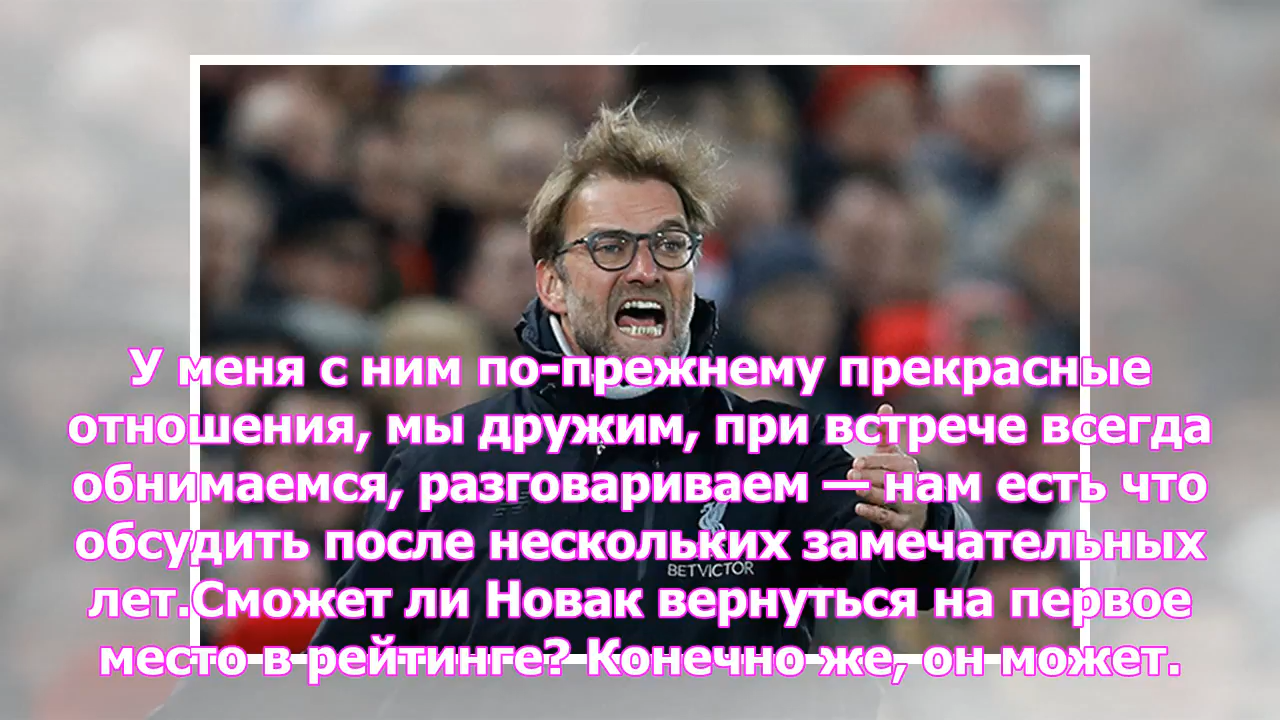 У меня с ним по-прежнему прекрасные
отношения, мы дружим, при встрече всегда
обнимаемся, разговариваем — нам есть что
обсудить после нескольких замечательных
BETVICTOR
лет.Сможет ли Новак вернуться на первое
место в рейтинге? Конечно же, он может.